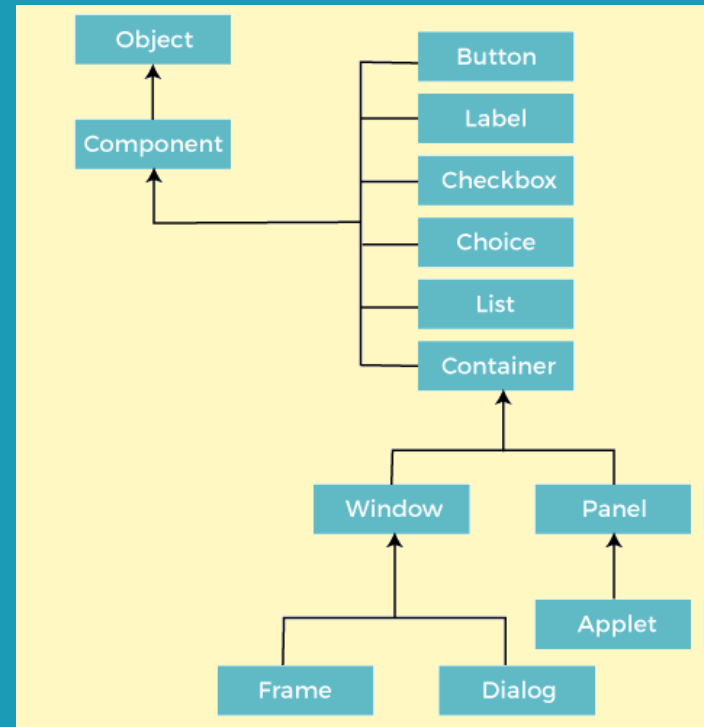 Object
Component
Button
Label
Checkbox
Choice
List
Container
Window
Panel
Applet
Frame
Dialog